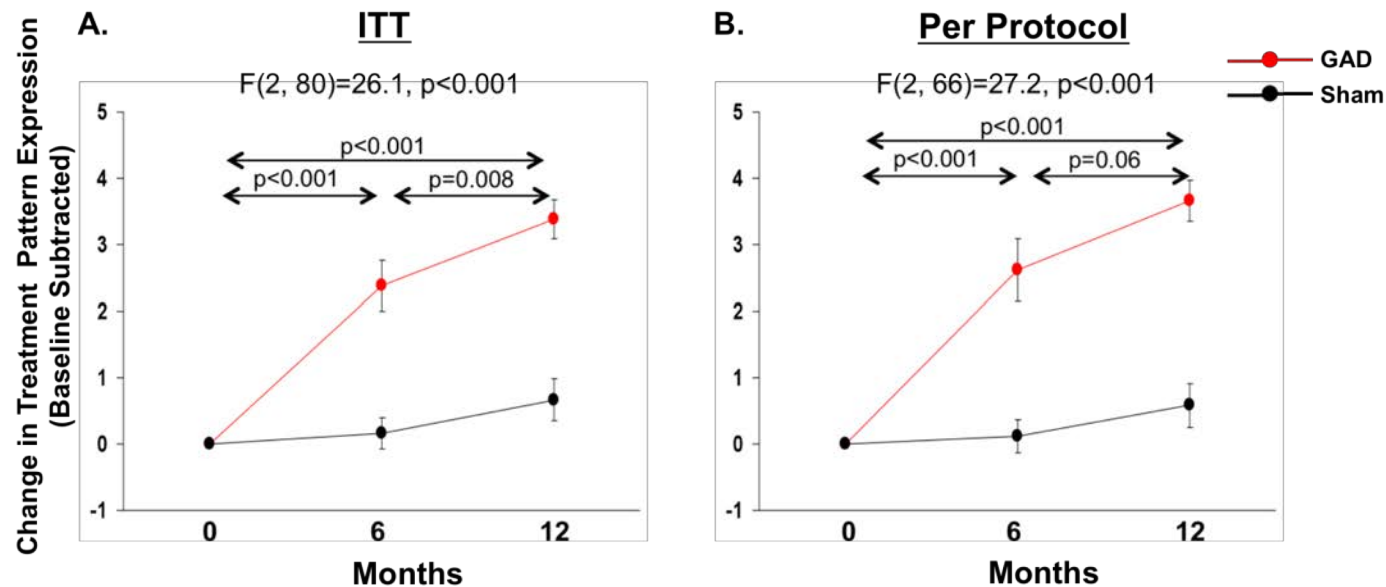 A.
ITT
F(2, 80)=26.1, p<0.001
Change in Treatment Pattern Expression
(Baseline Subtracted)
5
4
3
2
1
0
-1
p<0.001
p<0.001
p=0.008
0
6
12
Months
B.
Per Protocol
F(2, 66)=27.2, p<0.001
5
4
3
2
1
0
-1
p<0.001
p<0.001
p=0.06
0
6
12
Months
GAD
Sham